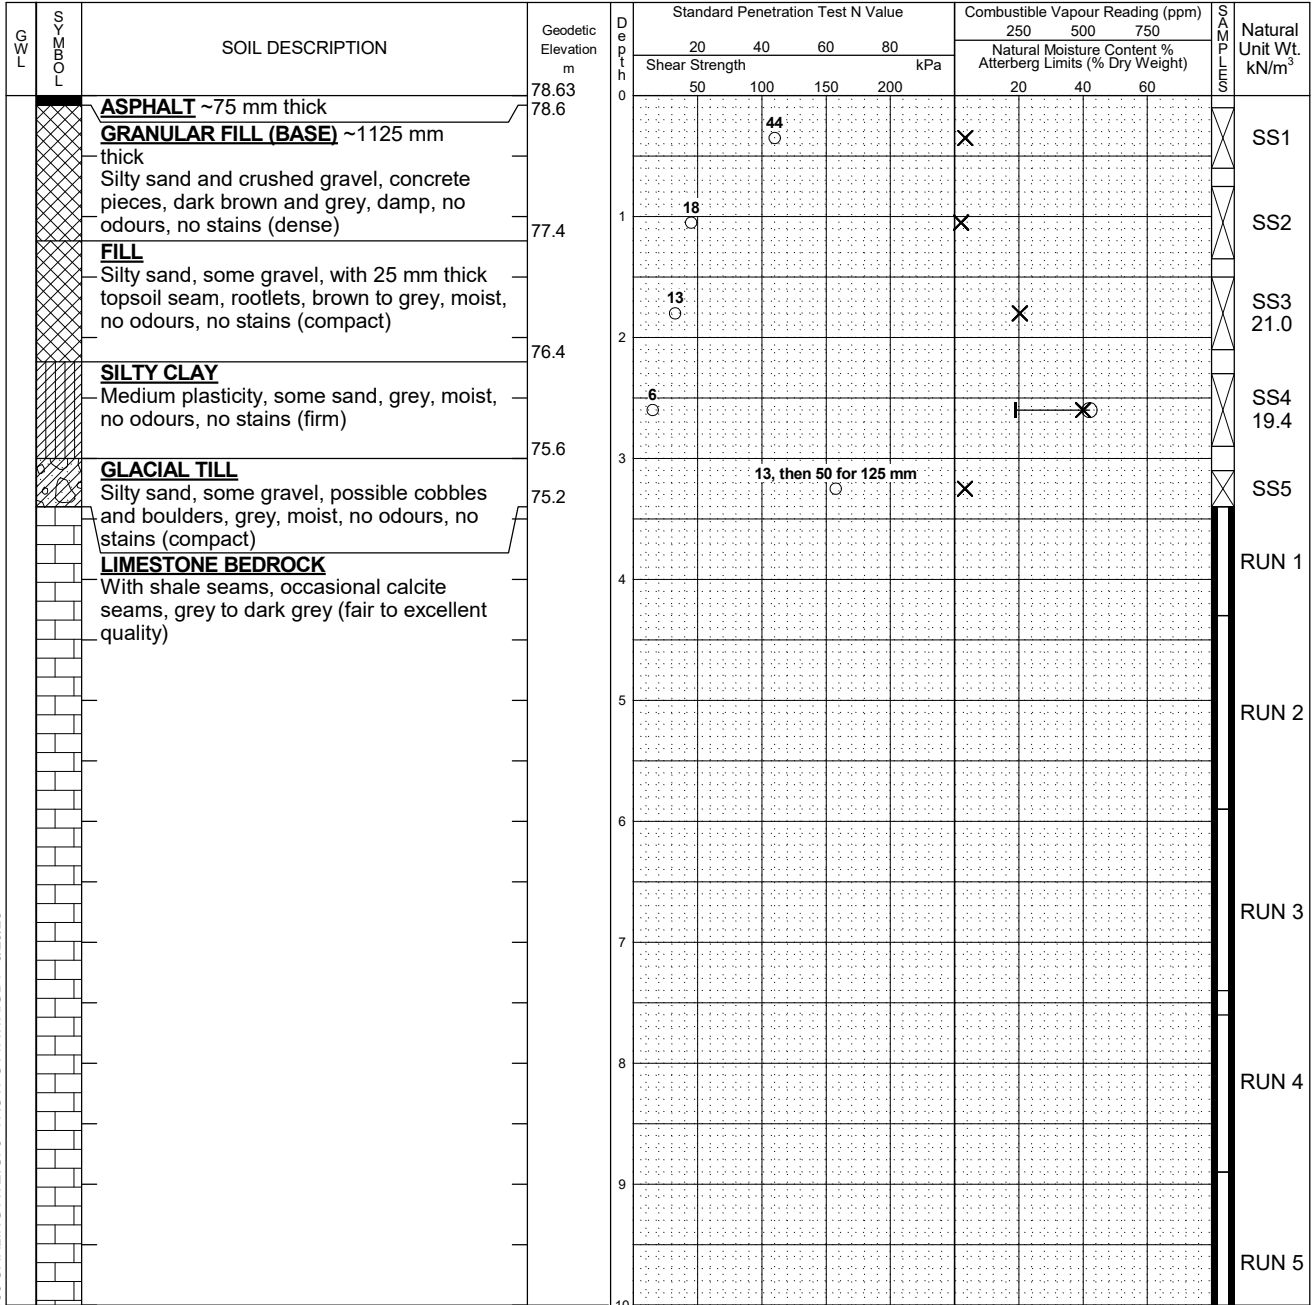 GWL
SYMBOL
SOIL DESCRIPTION
Geodetic
Elevation
m
78.63
Depth
Standard Penetration Test N Value
20 40 60 80
Shear Strength kPa
50 100 150 200
Combustible Vapour Reading (ppm)
250 500 750
Natural Moisture Content %
Atterberg Limits (% Dry Weight)
20 40 60
SAMPLES
Natural
Unit Wt.
kN/m³
0
ASPHALT ~75 mm thick
78.6
GRANULAR FILL (BASE) ~1125 mm
thick
Silty sand and crushed gravel, concrete
pieces, dark brown and grey, damp, no
odours, no stains (dense)
77.4
44
SS1
1
18
SS2
FILL
Silty sand, some gravel, with 25 mm thick
topsoil seam, rootlets, brown to grey, moist,
no odours, no stains (compact)
76.4
13
SS3
21.0
2
SILTY CLAY
Medium plasticity, some sand, grey, moist,
no odours, no stains (firm)
75.6
6
SS4
19.4
3
GLACIAL TILL
Silty sand, some gravel, possible cobbles
and boulders, grey, moist, no odours, no
stains (compact)
75.2
13, then 50 for 125 mm
SS5
LIMESTONE BEDROCK
With shale seams, occasional calcite
seams, grey to dark grey (fair to excellent
quality)
RUN 1
4
5
RUN 2
6
RUN 3
7
8
RUN 4
9
RUN 5
10